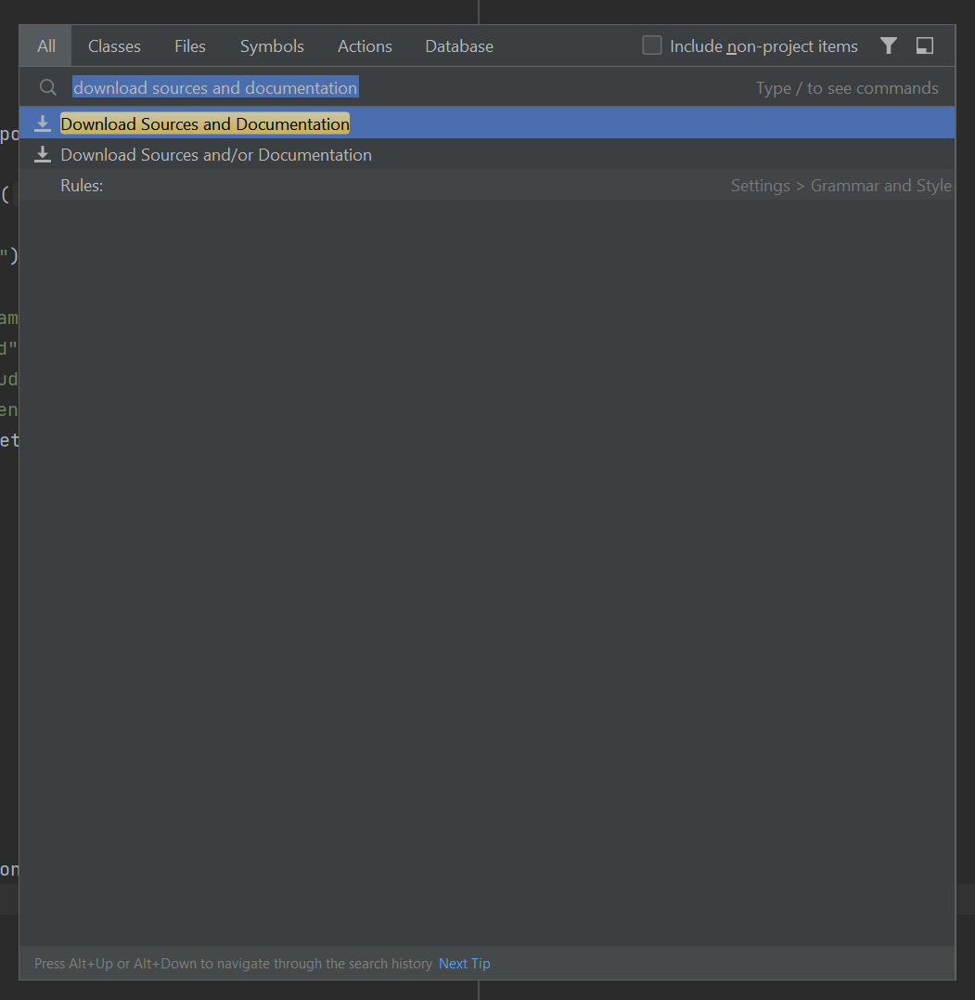 All Classes Files Symbols Actions Database Include non-project items
download sources and documentation Type / to see commands
Download Sources and Documentation
Download Sources and/or Documentation
Rules: Settings > Grammar and Style
po
(
")
am
d"
ud
en
et
on
Press Alt+Up or Alt+Down to navigate through the search history Next Tip